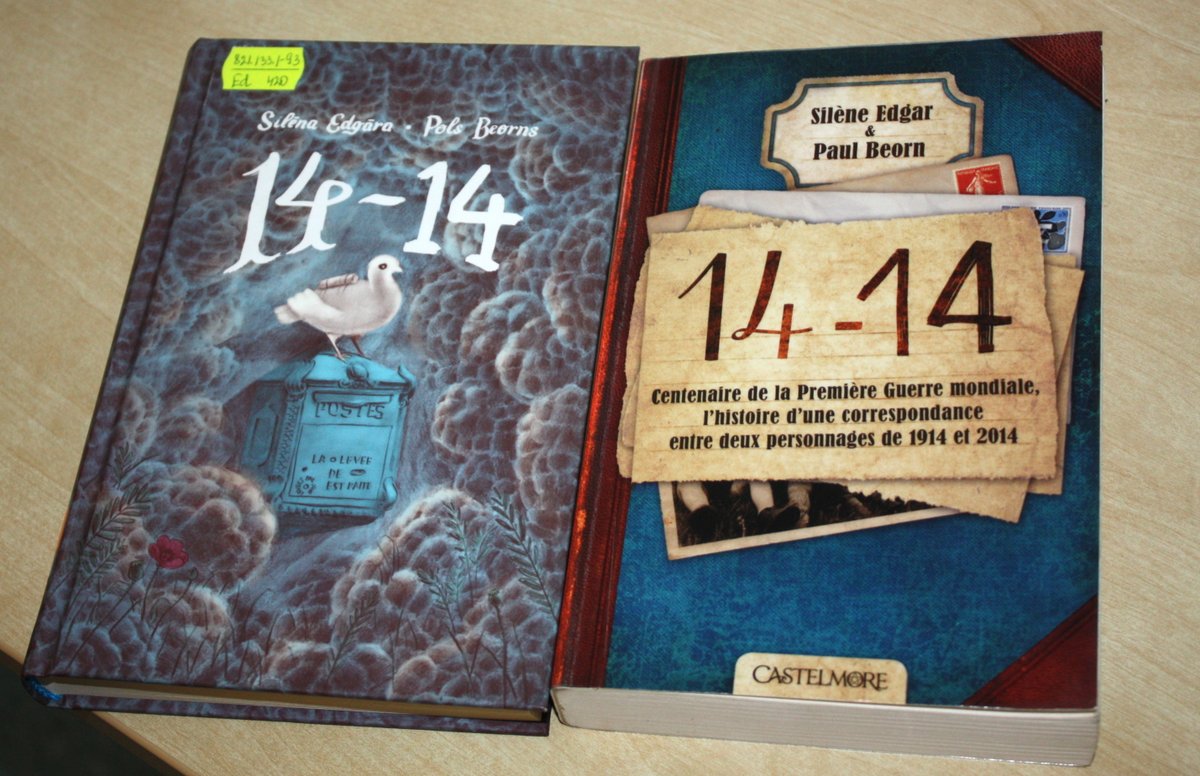 821.133.1-93
Ed 420
Silēna Edgāra • Pols Beorns
14-14
POSTES
LA LEVEE
DE
EST FAITE
Silène Edgar
&
Paul Beorn
14-14
Centenaire de la Première Guerre mondiale,
l'histoire d'une correspondance
entre deux personnages de 1914 et 2014
CASTELMORE